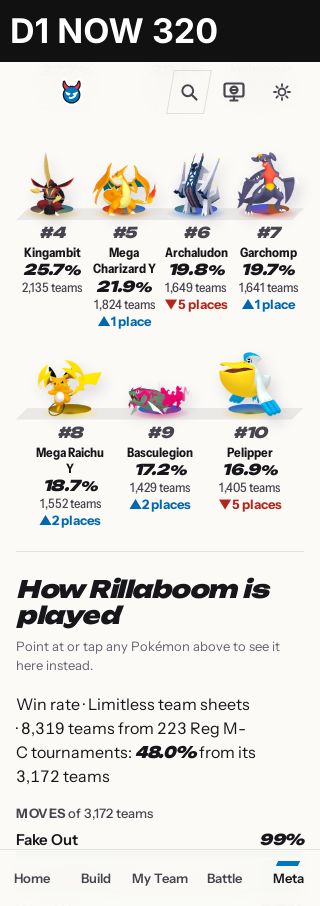 D1 NOW 320
#4 #5 #6 #7
Kingambit Mega Charizard Y Archaludon Garchomp
25.7% 21.9% 19.8% 19.7%
2,135 teams 1,824 teams 1,649 teams 1,641 teams
▲1 place ▼5 places ▲1 place
#8 #9 #10
Mega Raichu Y Basculegion Pelipper
18.7% 17.2% 16.9%
1,552 teams 1,429 teams 1,405 teams
▲2 places ▲2 places ▼5 places
How Rillaboom is
played
Point at or tap any Pokémon above to see it
here instead.
Win rate · Limitless team sheets
· 8,319 teams from 223 Reg M-
C tournaments: 48.0% from its
3,172 teams
MOVES of 3,172 teams
Fake Out 99%
Home Build My Team Battle Meta